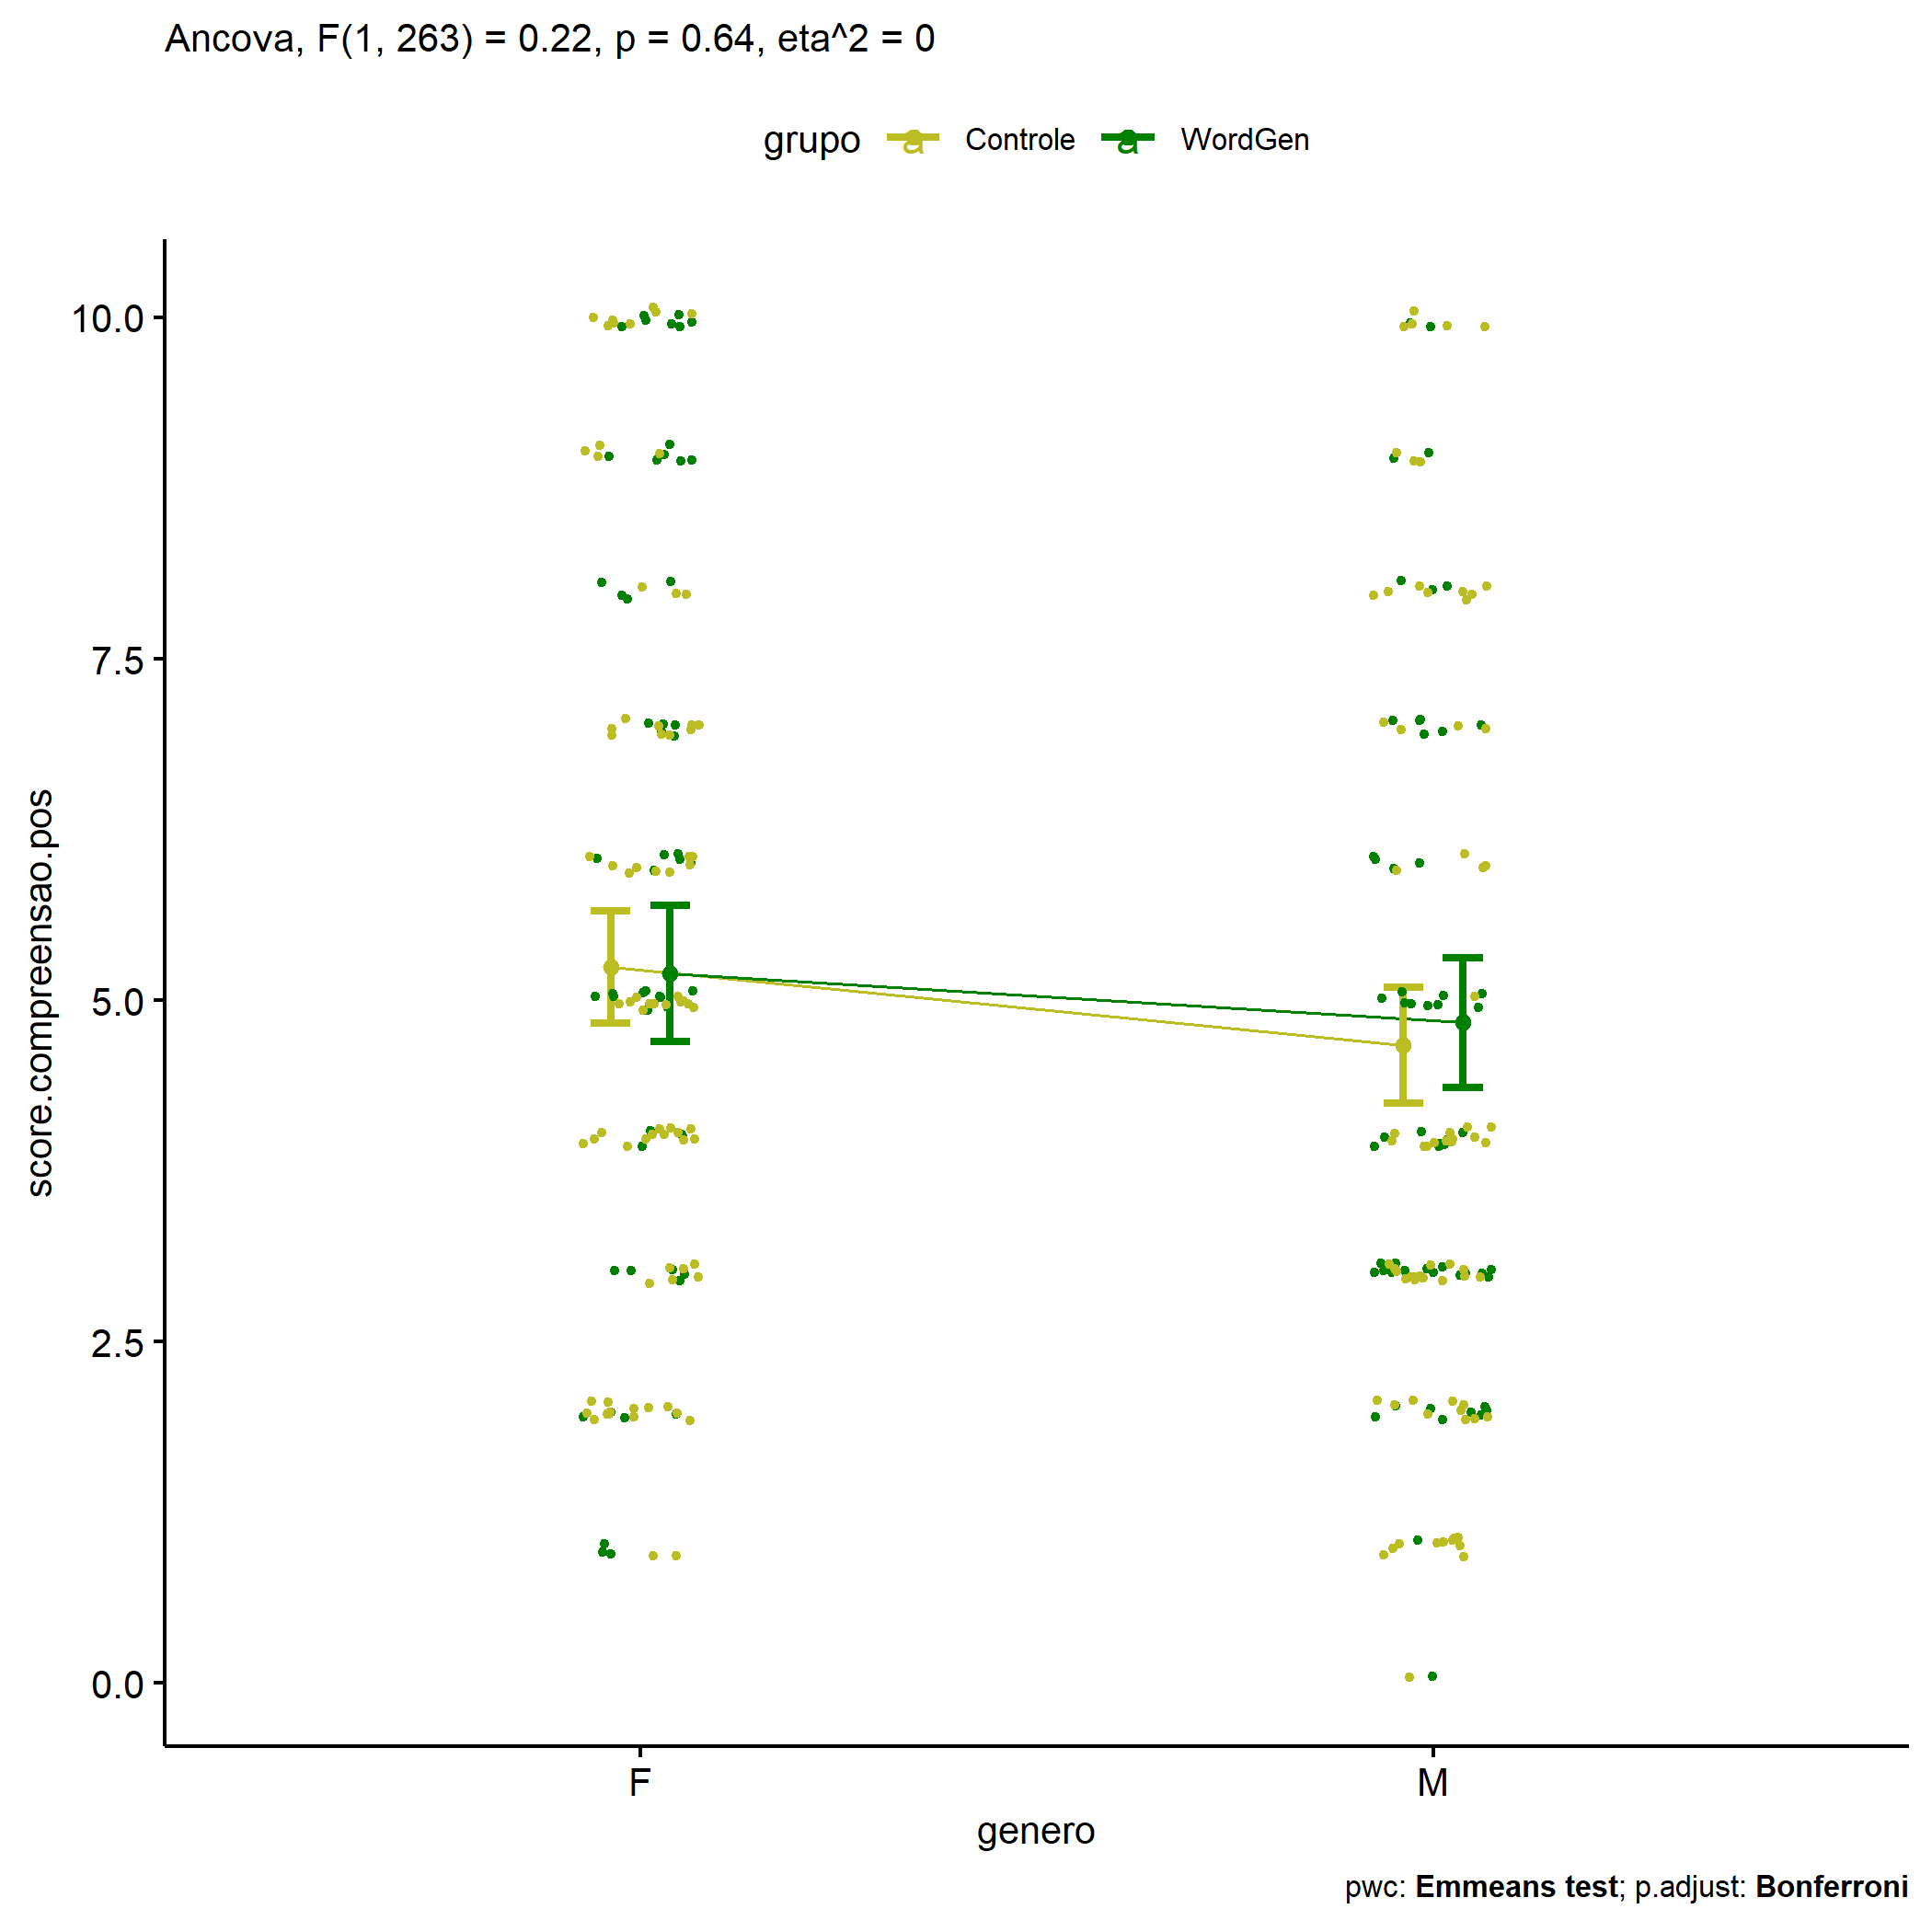 Ancova, F(1, 263) = 0.22, p = 0.64, eta^2 = 0
grupo a Controle a WordGen
score.compreensao.pos
10.0
7.5
5.0
2.5
0.0
F M
genero
pwc: Emmeans test; p.adjust: Bonferroni